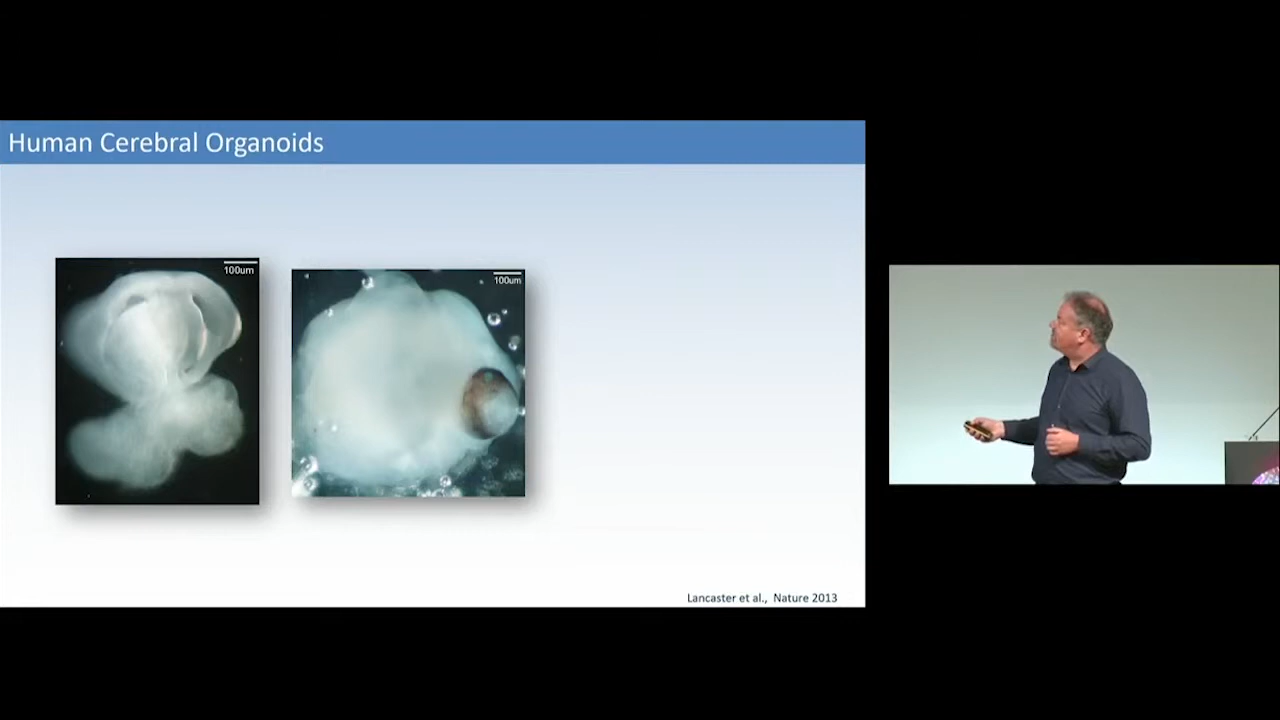 Human Cerebral Organoids
100um
100um
Lancaster et al., Nature 2013